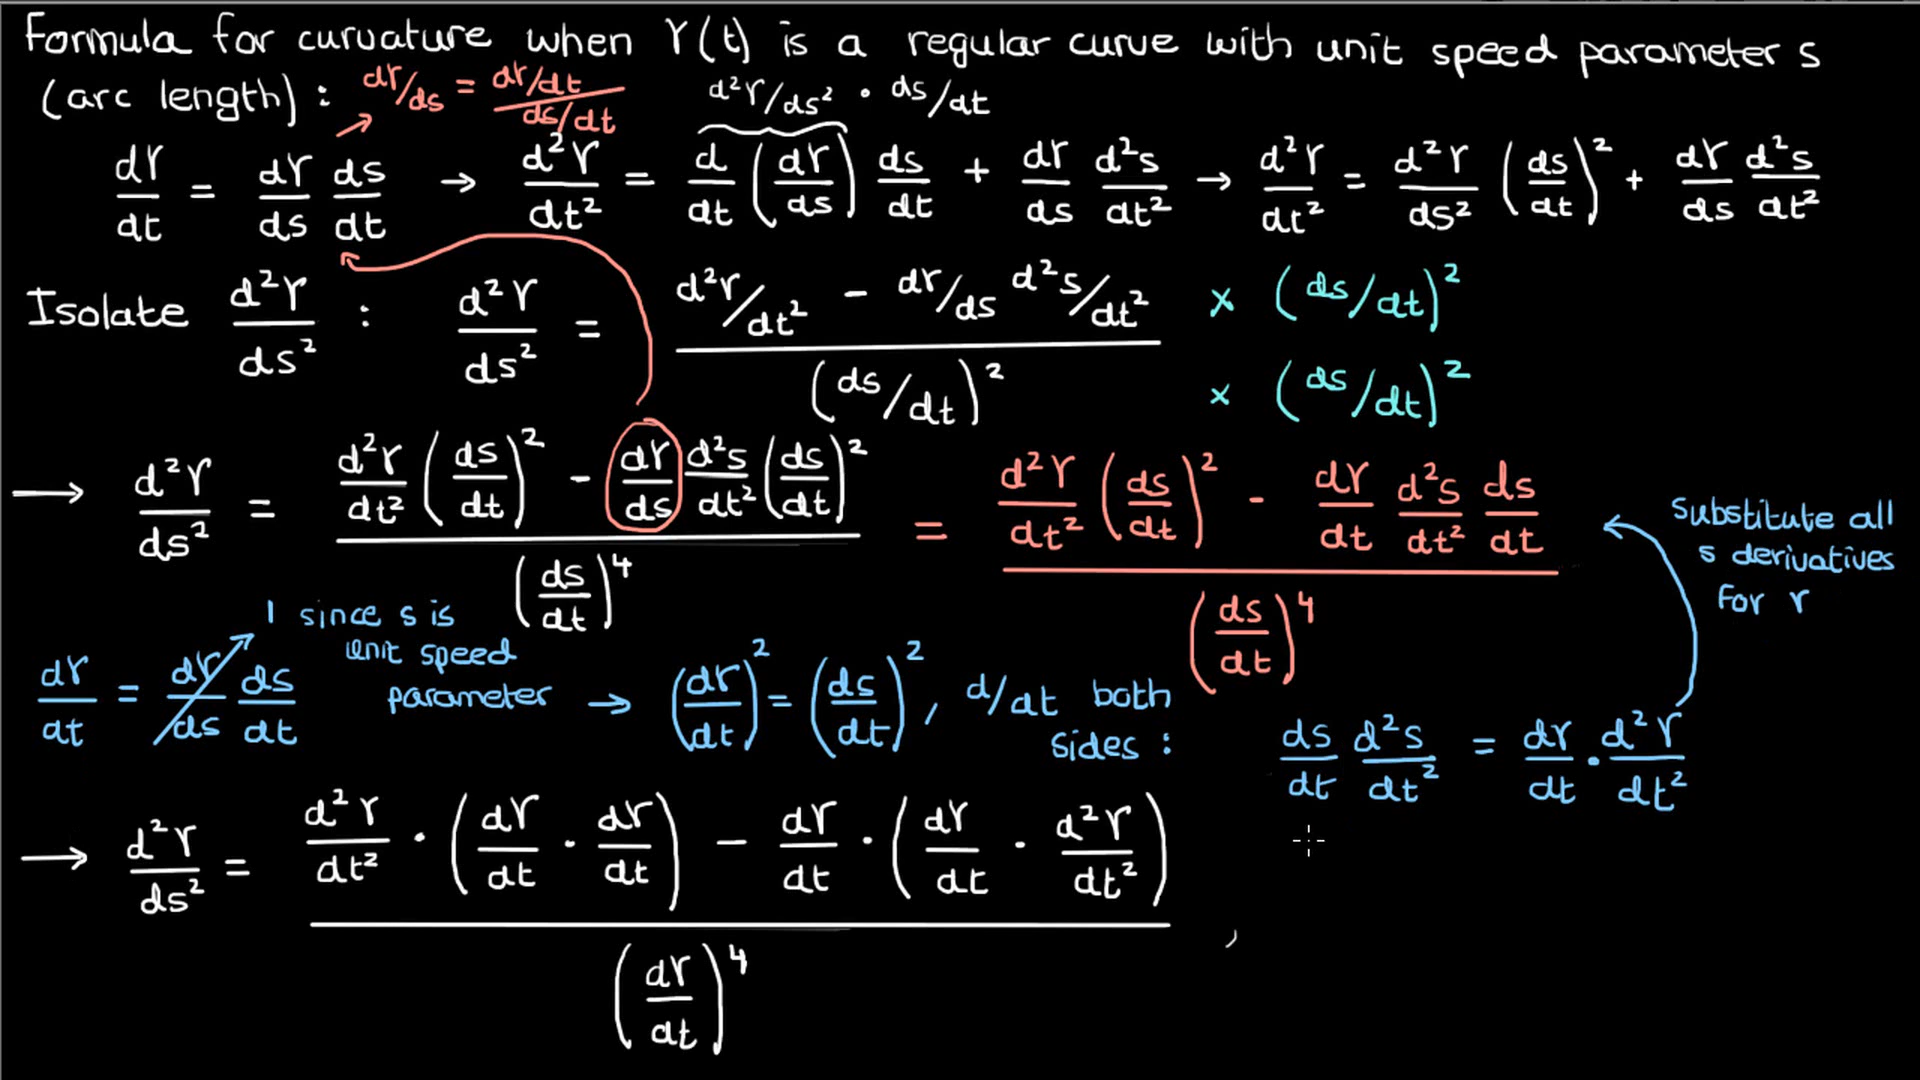 Formula for curvature when γ(t) is a regular curve with unit speed parameter s
(arc length) : dγ/ds = (dγ/dt)/(ds/dt) d²γ/ds² • ds/dt
dγ/dt = dγ/ds ds/dt → d²γ/dt² = d/dt (dγ/ds) ds/dt + dγ/ds d²s/dt² → d²γ/dt² = d²γ/ds² (ds/dt)² + dγ/ds d²s/dt²
Isolate d²γ/ds² : d²γ/ds² = (d²γ/dt² - dγ/ds d²s/dt²)/(ds/dt)² × (ds/dt)²
× (ds/dt)²
→ d²γ/ds² = (d²γ/dt² (ds/dt)² - dγ/ds d²s/dt² (ds/dt)²)/(ds/dt)⁴ = (d²γ/dt² (ds/dt)² - dγ/dt d²s/dt² ds/dt)/(ds/dt)⁴
substitute all
s derivatives
for γ
1 since s is
unit speed
parameter
dγ/dt = dγ/ds ds/dt → (dγ/dt)² = (ds/dt)², d/dt both
sides :
ds/dt d²s/dt² = dγ/dt • d²γ/dt²
→ d²γ/ds² = (d²γ/dt² • (dγ/dt • dγ/dt) - dγ/dt • (dγ/dt • d²γ/dt²))/(dγ/dt)⁴ ,